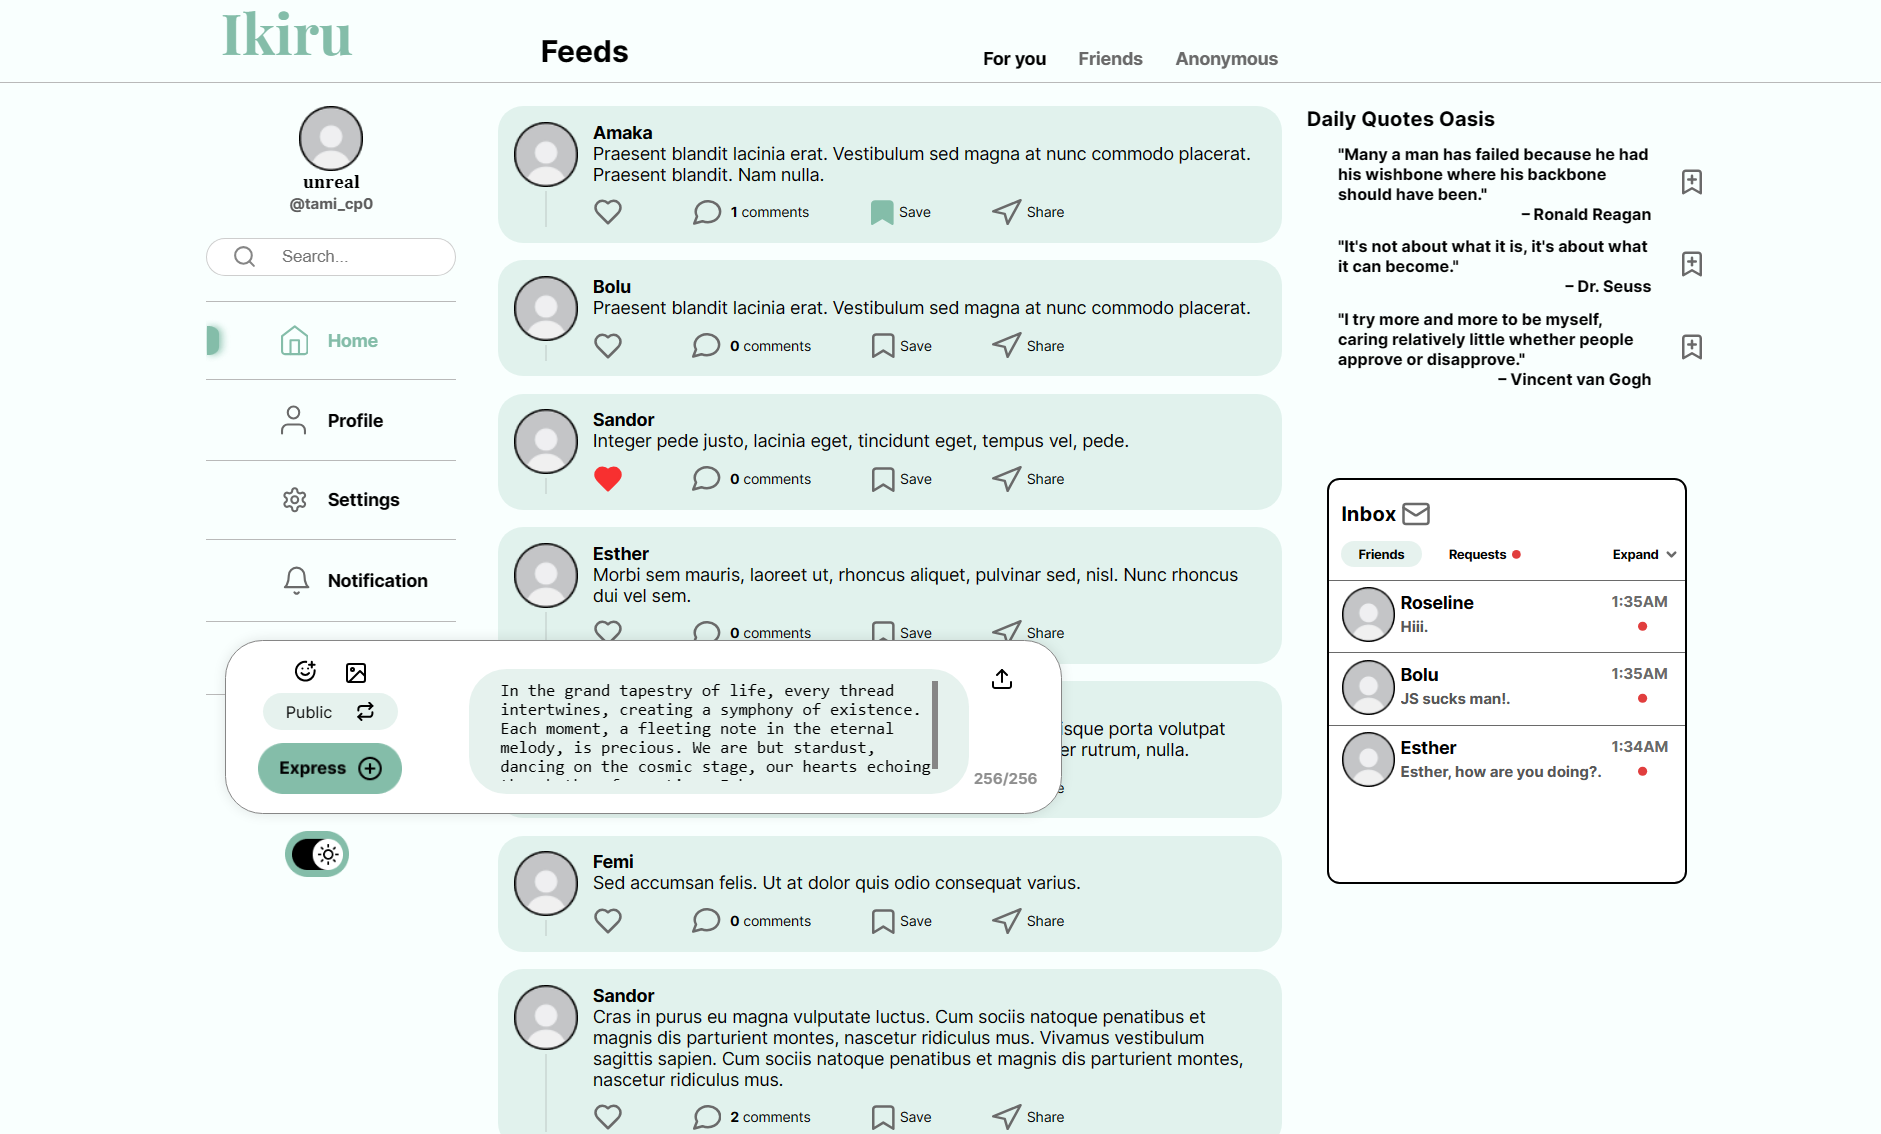 Ikiru
Feeds
For you
Friends
Anonymous
unreal
@tami_cp0
Search...
Home
Profile
Settings
Notification
Amaka
Praesent blandit lacinia erat. Vestibulum sed magna at nunc commodo placerat.
Praesent blandit. Nam nulla.
1 comments
Save
Share
Bolu
Praesent blandit lacinia erat. Vestibulum sed magna at nunc commodo placerat.
0 comments
Save
Share
Sandor
Integer pede justo, lacinia eget, tincidunt eget, tempus vel, pede.
0 comments
Save
Share
Esther
Morbi sem mauris, laoreet ut, rhoncus aliquet, pulvinar sed, nisl. Nunc rhoncus
dui vel sem.
0 comments
Save
Share
Public
Express
In the grand tapestry of life, every thread
intertwines, creating a symphony of existence.
Each moment, a fleeting note in the eternal
melody, is precious. We are but stardust,
dancing on the cosmic stage, our hearts echoing
256/256
porta volutpat
rutrum, nulla.
Femi
Sed accumsan felis. Ut at dolor quis odio consequat varius.
0 comments
Save
Share
Sandor
Cras in purus eu magna vulputate luctus. Cum sociis natoque penatibus et
magnis dis parturient montes, nascetur ridiculus mus. Vivamus vestibulum
sagittis sapien. Cum sociis natoque penatibus et magnis dis parturient montes,
nascetur ridiculus mus.
2 comments
Save
Share
Daily Quotes Oasis
"Many a man has failed because he had
his wishbone where his backbone
should have been."
– Ronald Reagan
"It's not about what it is, it's about what
it can become."
– Dr. Seuss
"I try more and more to be myself,
caring relatively little whether people
approve or disapprove."
– Vincent van Gogh
Inbox
Friends
Requests
Expand
Roseline
1:35AM
Hiii.
Bolu
1:35AM
JS sucks man!.
Esther
1:34AM
Esther, how are you doing?.